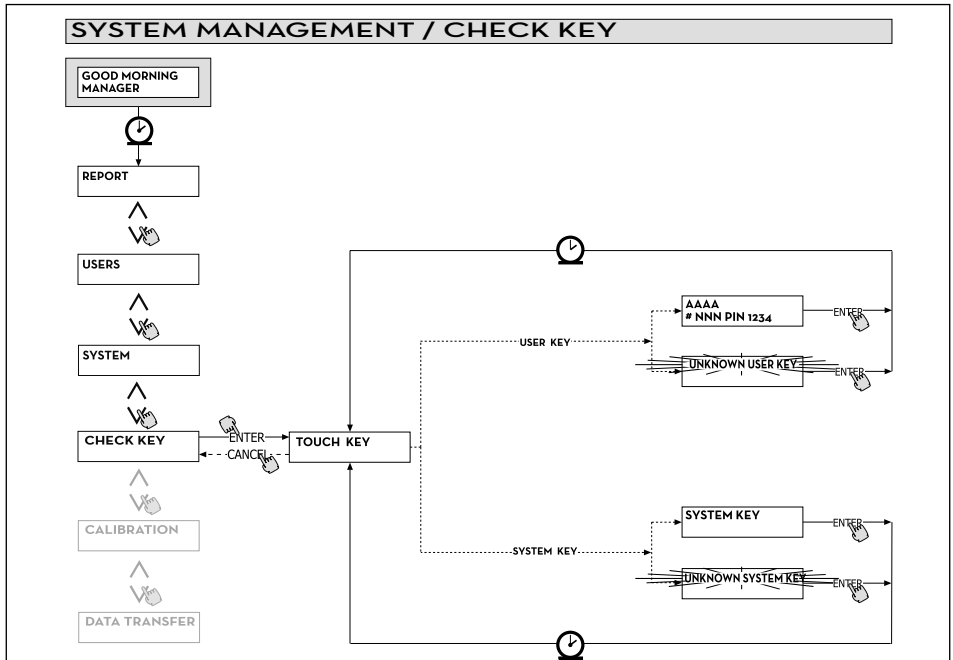 SYSTEM MANAGEMENT / CHECK KEY
GOOD MORNING
MANAGER
REPORT
USERS
SYSTEM
CHECK KEY
ENTER
CANCEL
TOUCH KEY
CALIBRATION
DATA TRANSFER
USER KEY
AAAA
# NNN PIN 1234
ENTER
UNKNOWN USER KEY
ENTER
SYSTEM KEY
SYSTEM KEY
ENTER
UNKNOWN SYSTEM KEY
ENTER